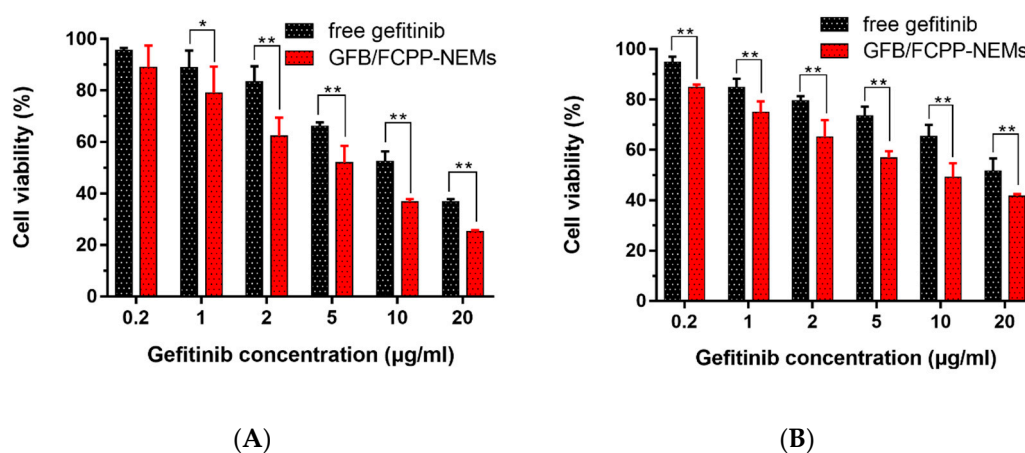 free gefitinib
GFB/FCPP-NEMs
Cell viability (%)
100
80
60
40
20
0
*
**
**
**
**
0.2 1 2 5 10 20
Gefitinib concentration (µg/ml)
(A)
free gefitinib
GFB/FCPP-NEMs
Cell viability (%)
100
80
60
40
20
0
**
**
**
**
**
**
0.2 1 2 5 10 20
Gefitinib concentration (µg/ml)
(B)